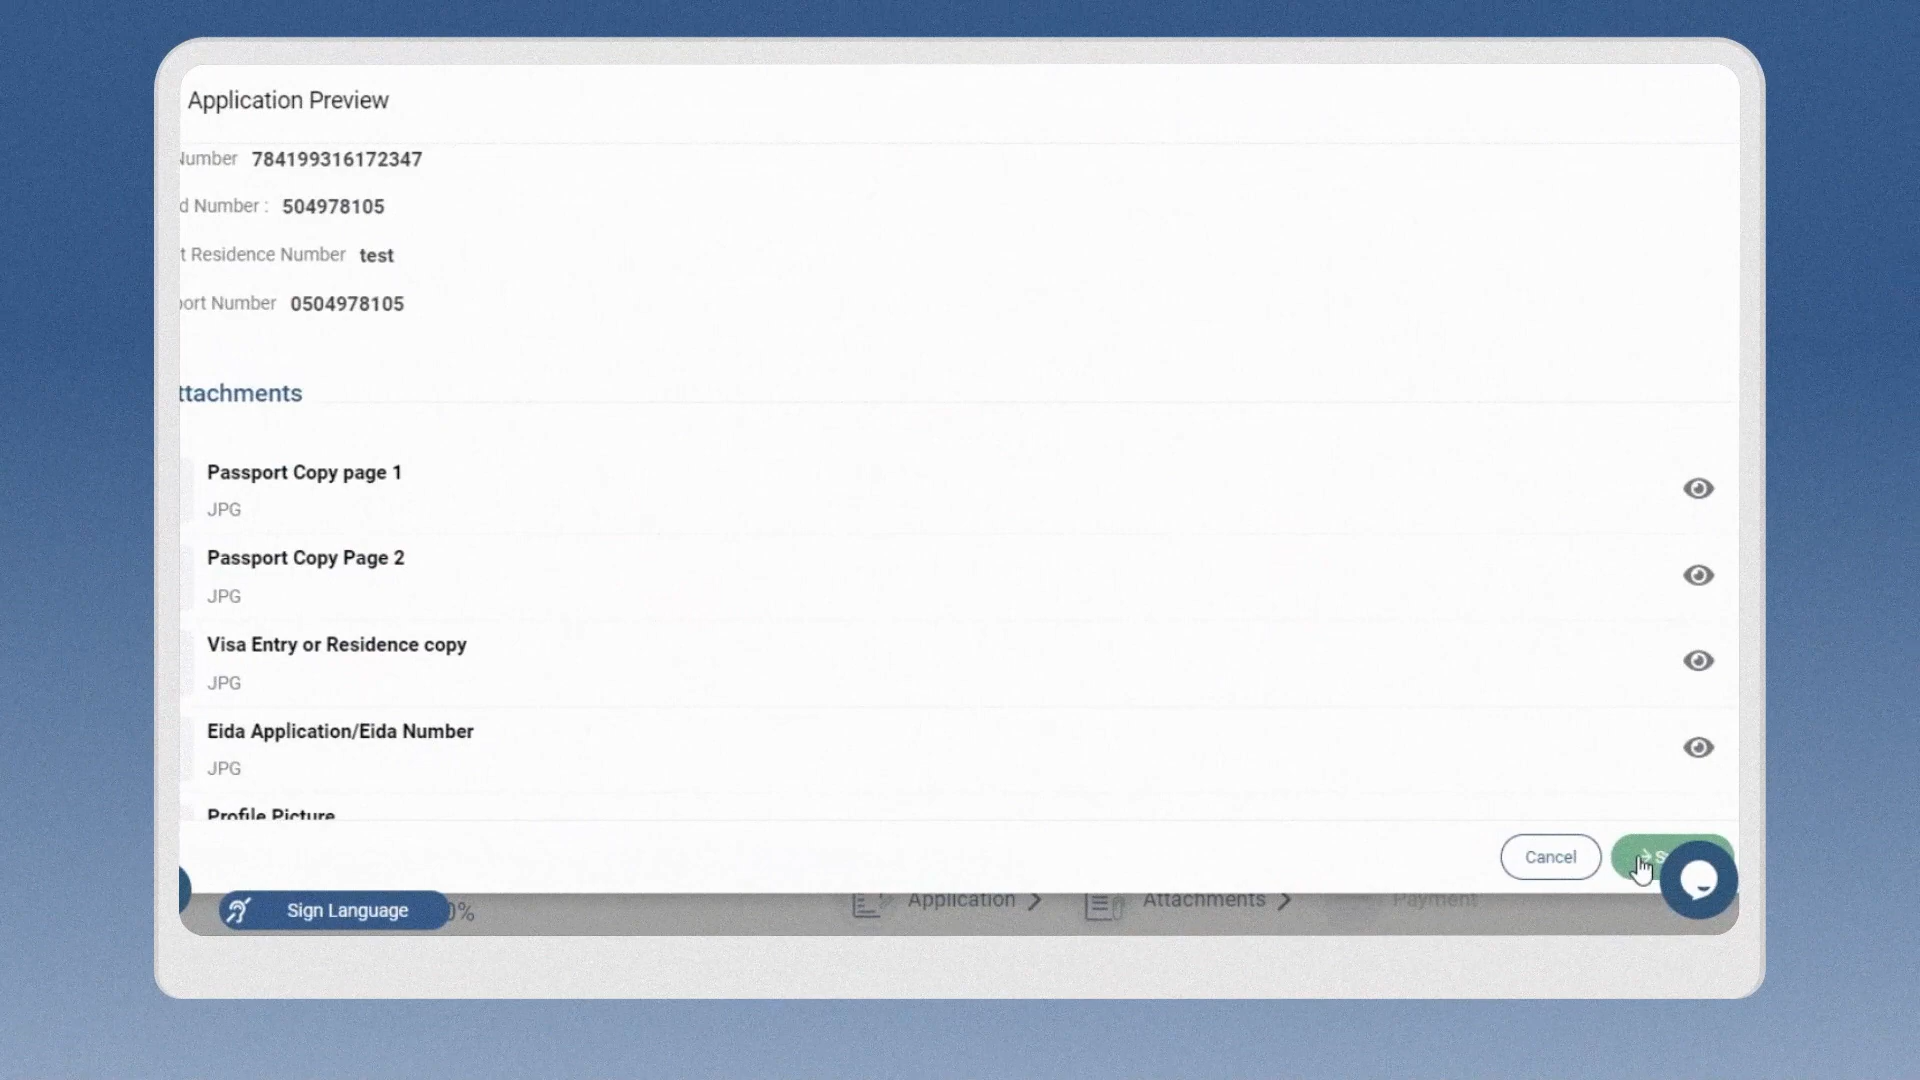 Application Preview
Number 784199316172347
d Number : 504978105
t Residence Number test
port Number 0504978105
ttachments
Passport Copy page 1
JPG
Passport Copy Page 2
JPG
Visa Entry or Residence copy
JPG
Eida Application/Eida Number
JPG
Profile Picture
Cancel
Sign Language 0%
Application
Attachments
Payment